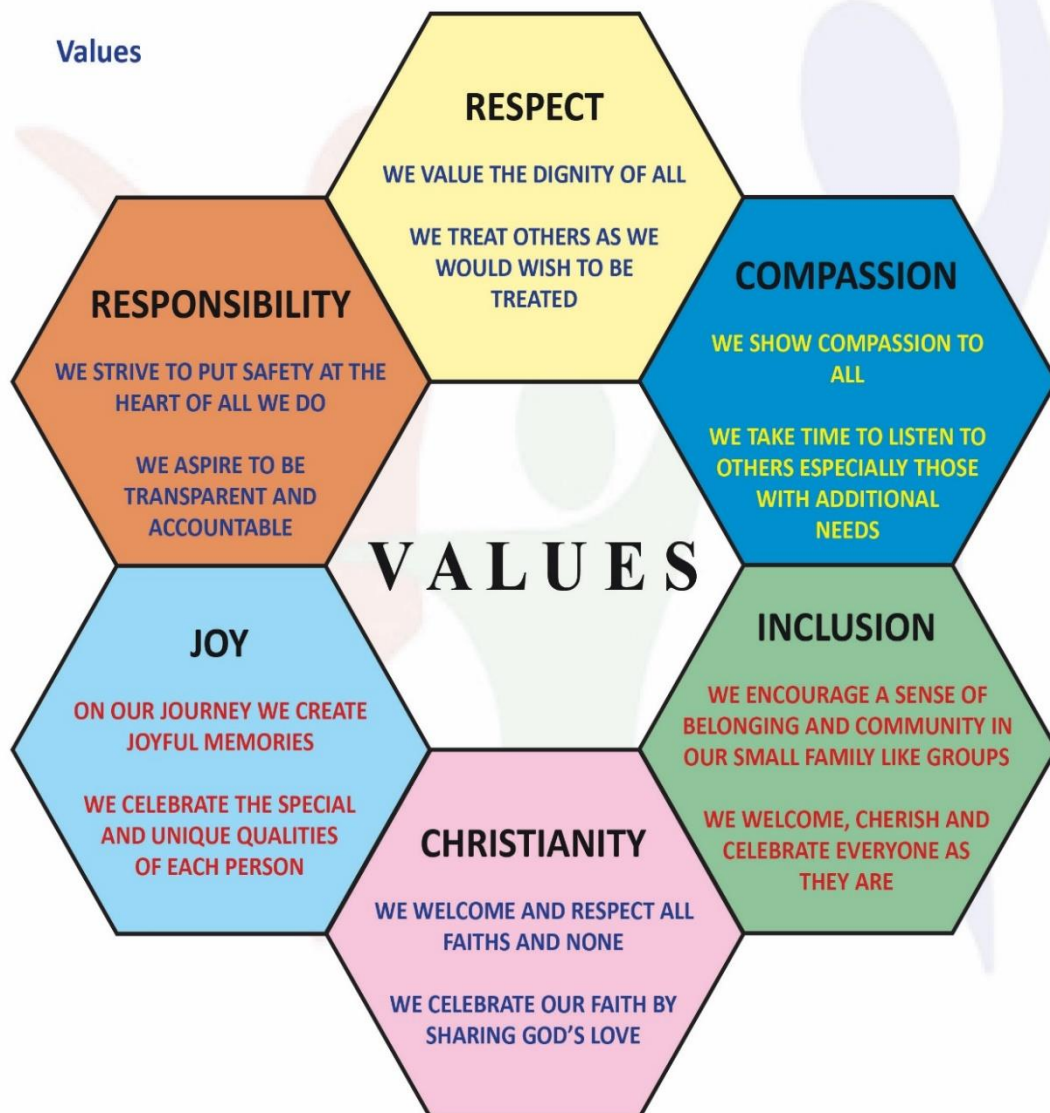 Values
RESPECT
WE VALUE THE DIGNITY OF ALL
WE TREAT OTHERS AS WE
WOULD WISH TO BE
TREATED
COMPASSION
WE SHOW COMPASSION TO
ALL
WE TAKE TIME TO LISTEN TO
OTHERS ESPECIALLY THOSE
WITH ADDITIONAL
NEEDS
RESPONSIBILITY
WE STRIVE TO PUT SAFETY AT THE
HEART OF ALL WE DO
WE ASPIRE TO BE
TRANSPARENT AND
ACCOUNTABLE
VALUES
JOY
ON OUR JOURNEY WE CREATE
JOYFUL MEMORIES
WE CELEBRATE THE SPECIAL
AND UNIQUE QUALITIES
OF EACH PERSON
INCLUSION
WE ENCOURAGE A SENSE OF
BELONGING AND COMMUNITY IN
OUR SMALL FAMILY LIKE GROUPS
WE WELCOME, CHERISH AND
CELEBRATE EVERYONE AS
THEY ARE
CHRISTIANITY
WE WELCOME AND RESPECT ALL
FAITHS AND NONE
WE CELEBRATE OUR FAITH BY
SHARING GOD’S LOVE